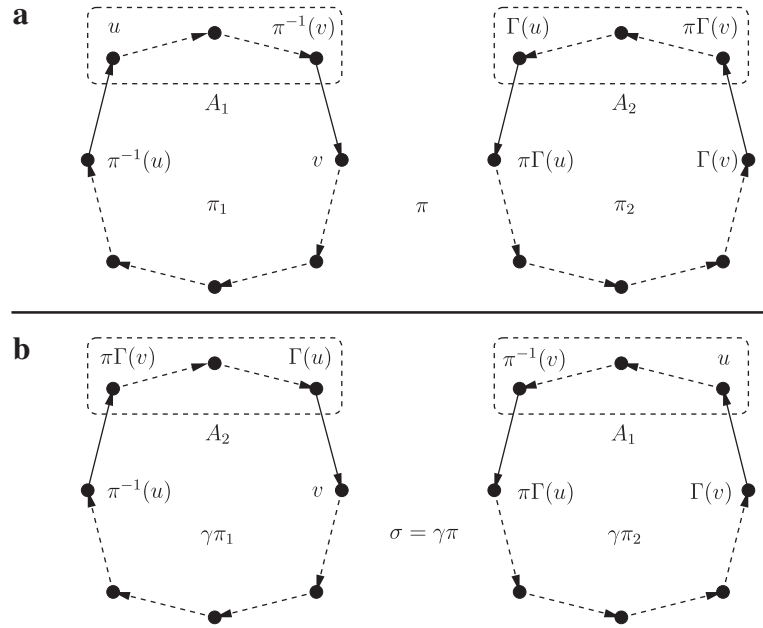 a
u π⁻¹(v) Γ(u) πΓ(v)
A₁ A₂
π⁻¹(u) v πΓ(u) Γ(v)
π₁ π π₂
b
πΓ(v) Γ(u) π⁻¹(v) u
A₂ A₁
π⁻¹(u) v πΓ(u) Γ(v)
γπ₁ σ = γπ γπ₂